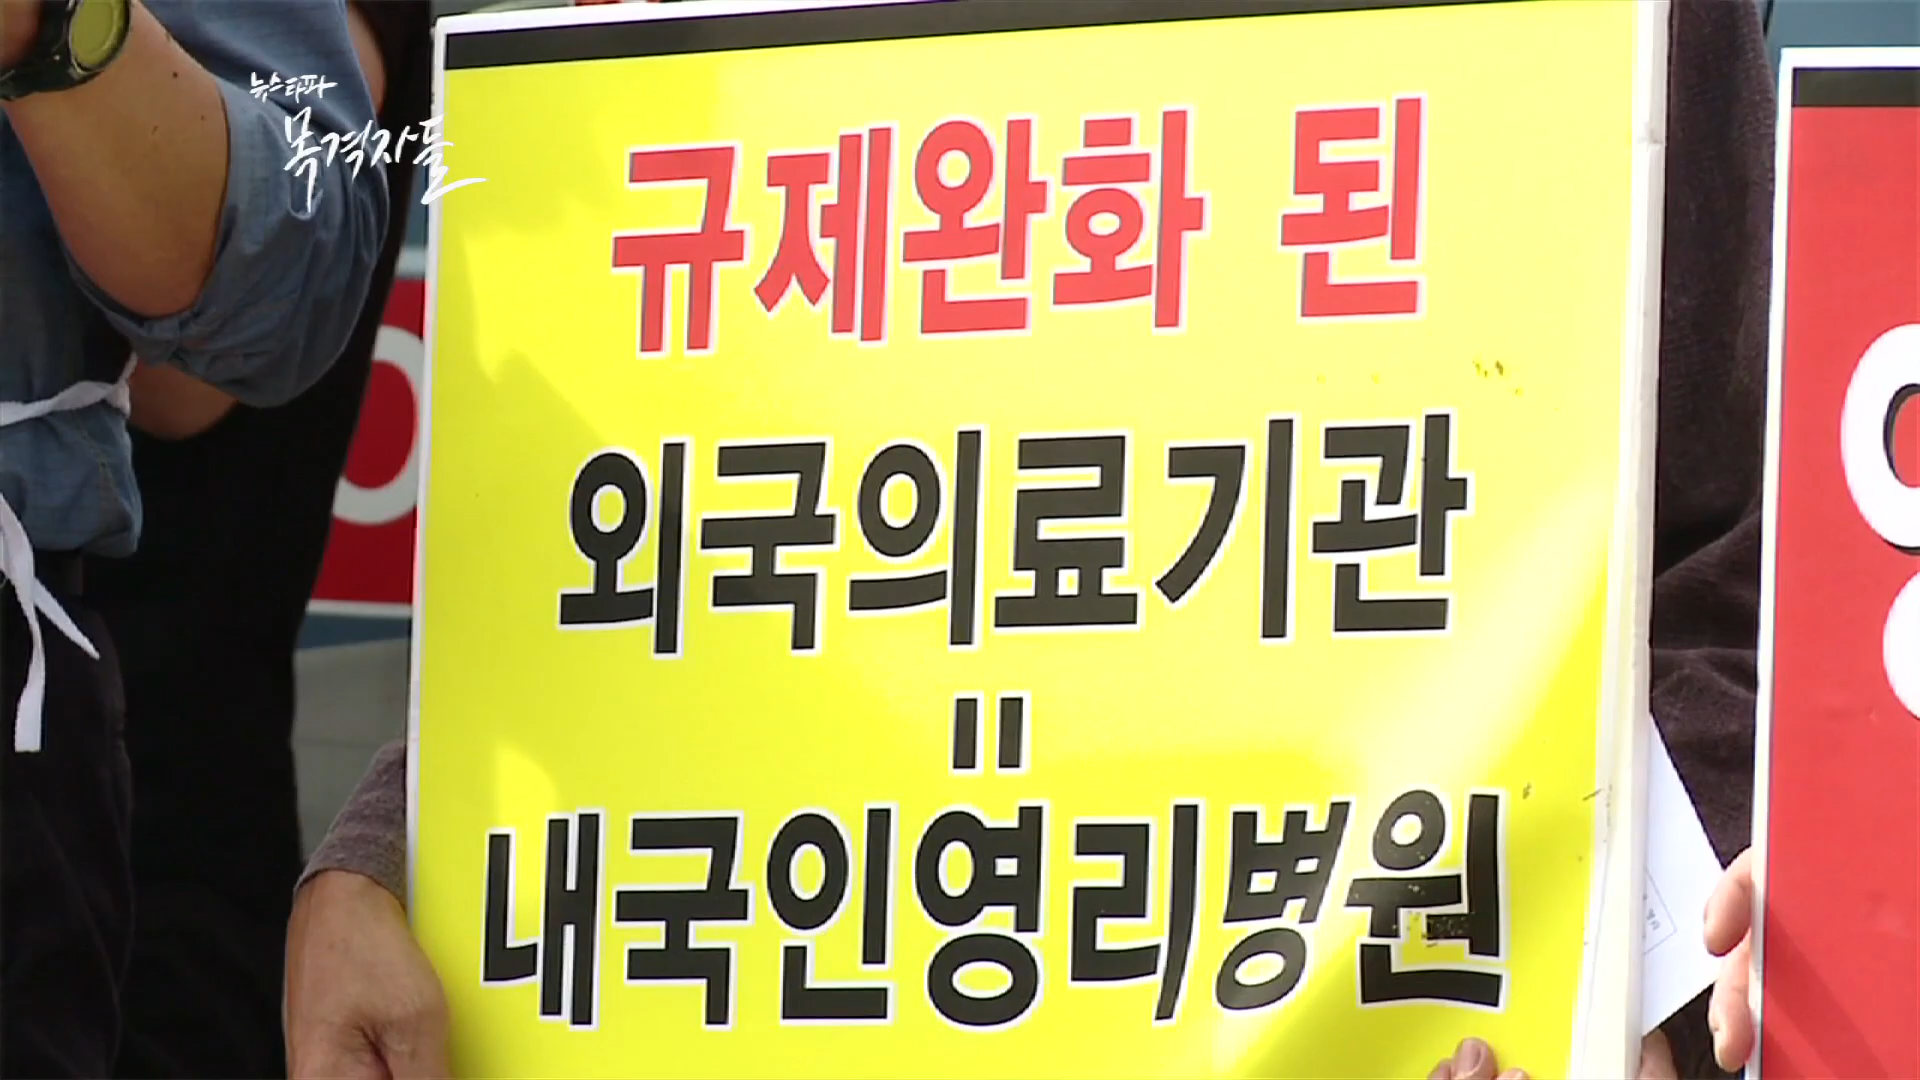 뉴스타파
목격자들
규제완화 된
외국의료기관
=
내국인영리병원